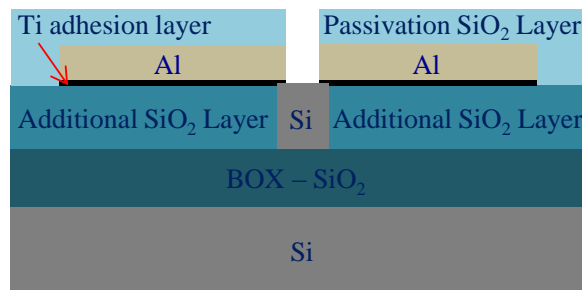 Ti adhesion layer
Passivation SiO₂ Layer
Al
Al
Additional SiO₂ Layer
Si
Additional SiO₂ Layer
BOX – SiO₂
Si